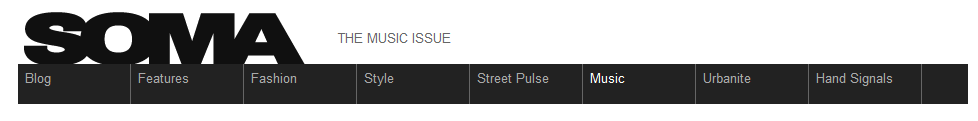 SOMA
THE MUSIC ISSUE
Blog Features Fashion Style Street Pulse Music Urbanite Hand Signals